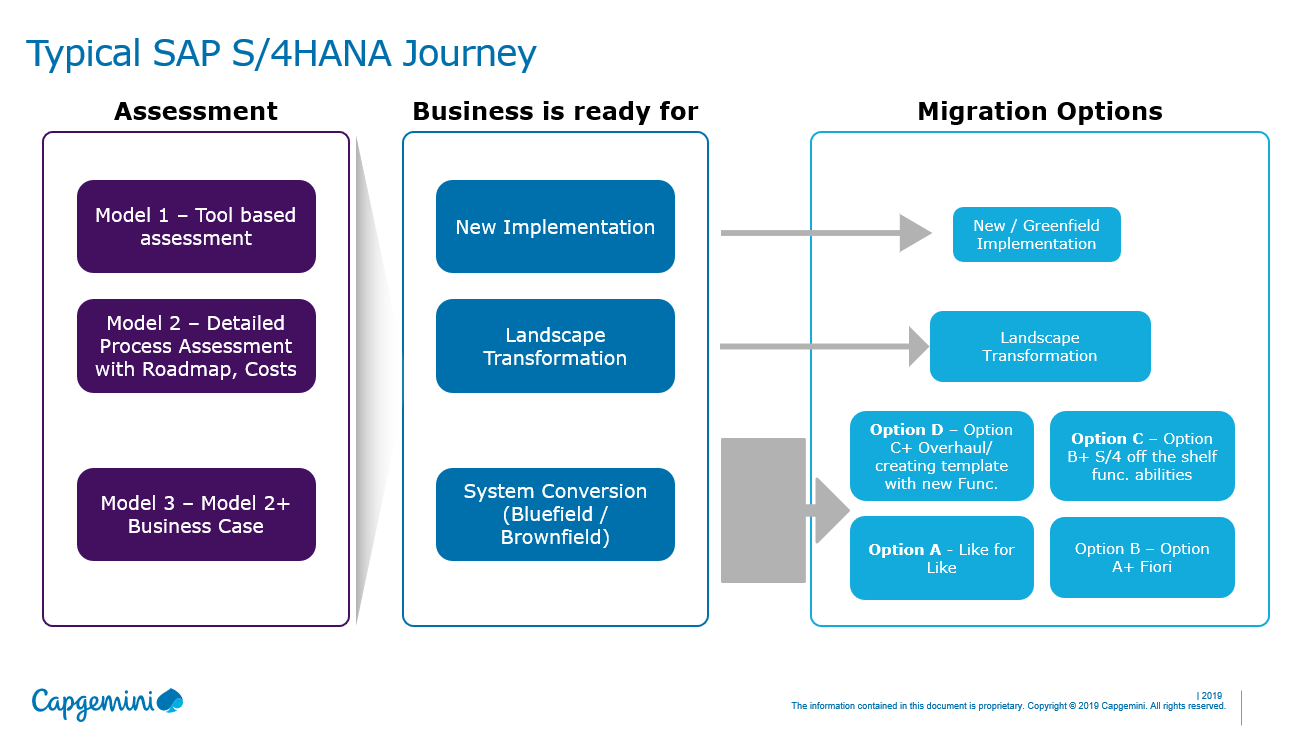 Typical SAP S/4HANA Journey
Assessment
Model 1 – Tool based
assessment
Model 2 – Detailed
Process Assessment
with Roadmap, Costs
Model 3 – Model 2+
Business Case
Business is ready for
New Implementation
Landscape
Transformation
System Conversion
(Bluefield /
Brownfield)
Migration Options
New / Greenfield
Implementation
Landscape
Transformation
Option D – Option
C+ Overhaul/
creating template
with new Func.
Option C – Option
B+ S/4 off the shelf
func. abilities
Option A - Like for
Like
Option B – Option
A+ Fiori
Capgemini
| 2019
The information contained in this document is proprietary. Copyright © 2019 Capgemini. All rights reserved.